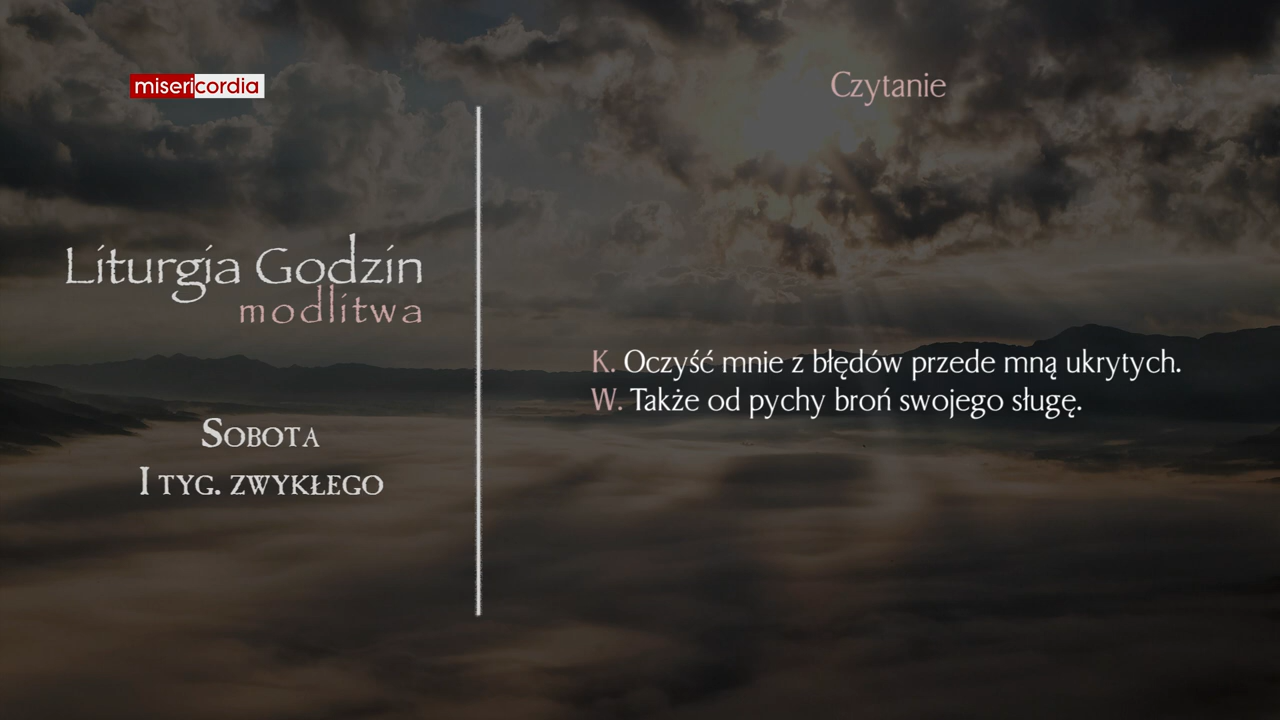 misericordia
Czytanie
Liturgia Godzin
modlitwa
K. Oczyść mnie z błędów przede mną ukrytych.
W. Także od pychy broń swojego sługę.
Sobota
I tyg. zwykłego